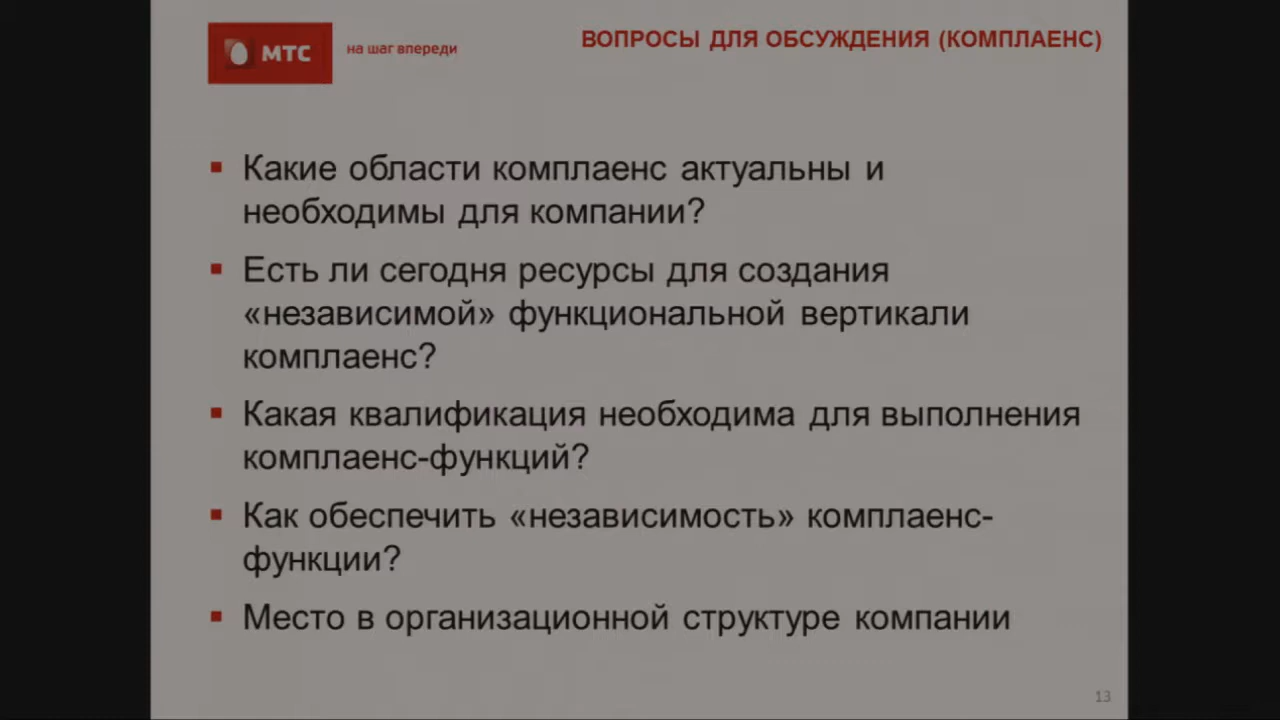 МТС
на шаг впереди
ВОПРОСЫ ДЛЯ ОБСУЖДЕНИЯ (КОМПЛАЕНС)
Какие области комплаенс актуальны и
необходимы для компании?
Есть ли сегодня ресурсы для создания
«независимой» функциональной вертикали
комплаенс?
Какая квалификация необходима для выполнения
комплаенс-функций?
Как обеспечить «независимость» комплаенс-
функции?
Место в организационной структуре компании
13